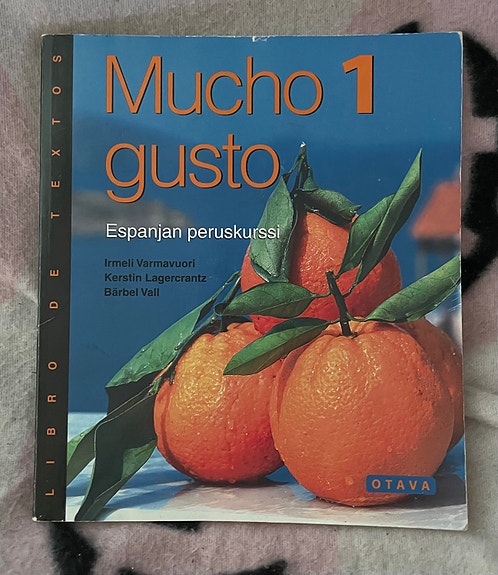 LIBRO DE TEXTOS
Mucho 1
gusto
Espanjan peruskurssi
Irmeli Varmavuori
Kerstin Lagercrantz
Bärbel Vall
OTAVA